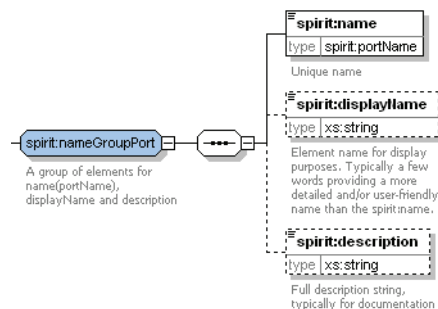 spirit:name
type spirit:portName
Unique name
spirit:displayName
type xs:string
Element name for display
purposes. Typically a few
words providing a more
detailed and/or user-friendly
name than the spirit:name.
spirit:nameGroupPort
A group of elements for
name(portName),
displayName and description
spirit:description
type xs:string
Full description string,
typically for documentation